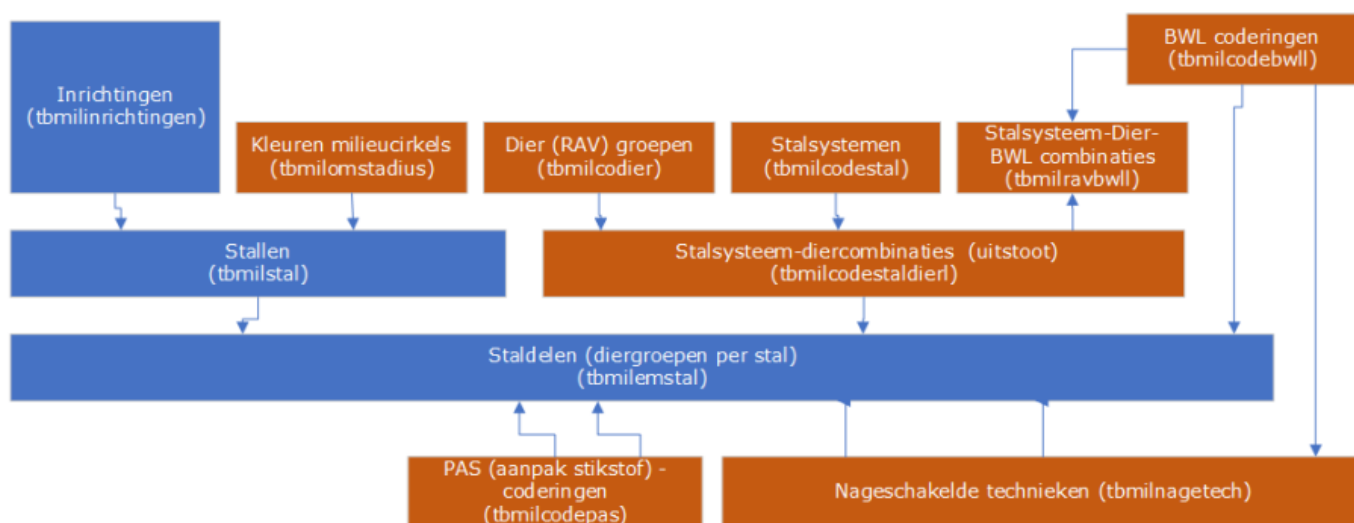 BWL coderingen
(tbmilcodebwll)
Inrichtingen
(tbmilinrichtingen)
Kleuren milieucirkels
(tbmilomstadius)
Dier (RAV) groepen
(tbmilcodier)
Stalsystemen
(tbmilcodestal)
Stalsysteem-Dier-
BWL combinaties
(tbmilravbwll)
Stallen
(tbmilstal)
Stalsysteem-diercombinaties (uitstoot)
(tbmilcodestaldierl)
Staldelen (diergroepen per stal)
(tbmilemstal)
PAS (aanpak stikstof) -
coderingen
(tbmilcodepas)
Nageschakelde technieken (tbmilnagetech)